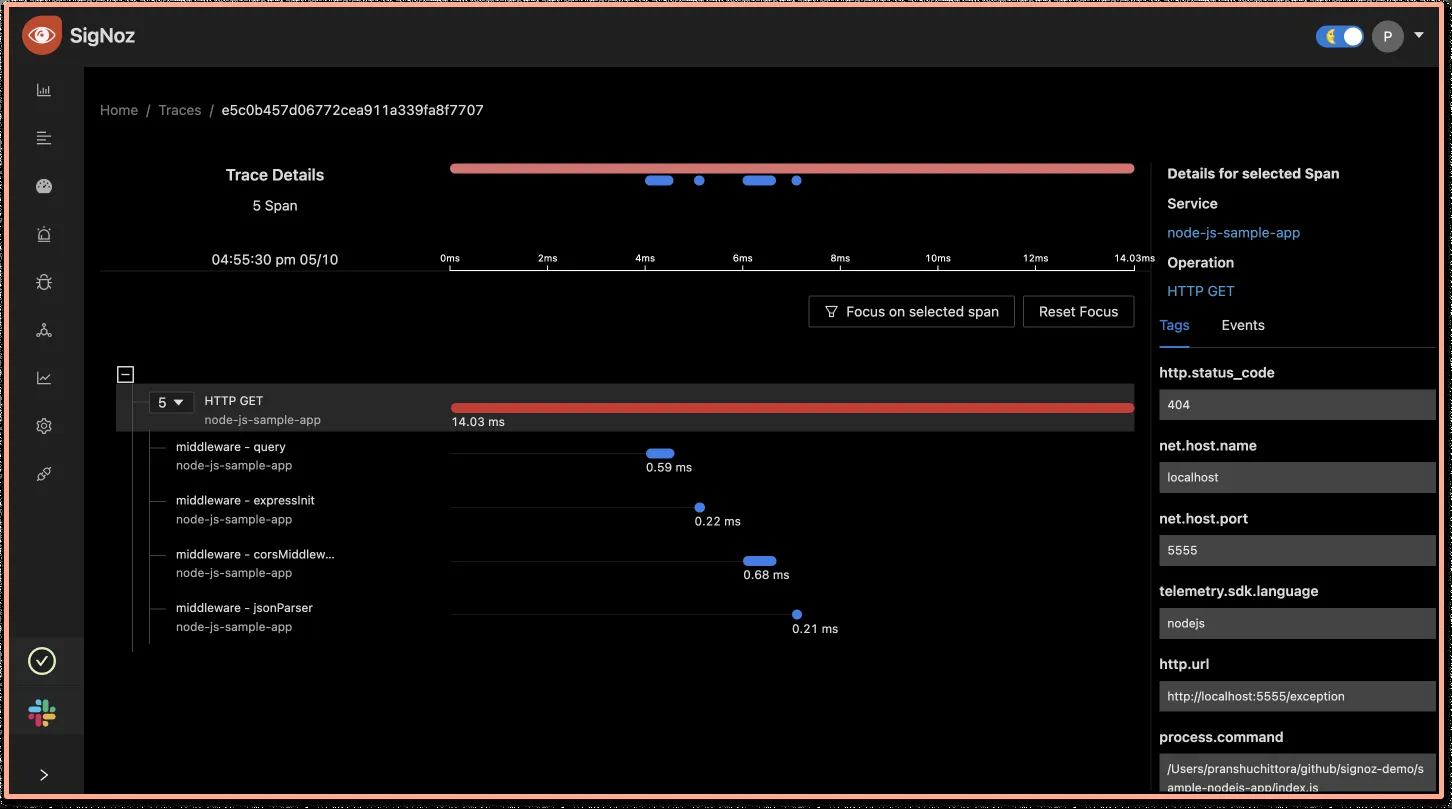 SigNoz
P
Home / Traces / e5c0b457d06772cea911a339fa8f7707
Trace Details
5 Span
04:55:30 pm 05/10
0ms 2ms 4ms 6ms 8ms 10ms 12ms 14.03ms
Focus on selected span
Reset Focus
5 HTTP GET
node-js-sample-app
14.03 ms
middleware - query
node-js-sample-app
0.59 ms
middleware - expressInit
node-js-sample-app
0.22 ms
middleware - corsMiddlew...
node-js-sample-app
0.68 ms
middleware - jsonParser
node-js-sample-app
0.21 ms
Details for selected Span
Service
node-js-sample-app
Operation
HTTP GET
Tags Events
http.status_code
404
net.host.name
localhost
net.host.port
5555
telemetry.sdk.language
nodejs
http.url
http://localhost:5555/exception
process.command
/Users/pranshuchittora/github/signoz-demo/s
ample-nodejs-app/index.js